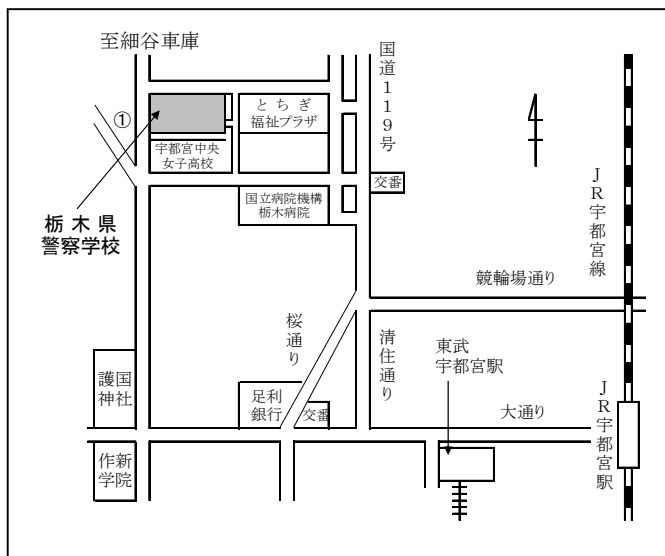 至細谷車庫
①
とちぎ
福祉プラザ
国道119号
宇都宮中央
女子高校
交番
国立病院機構
栃木病院
栃木県
警察学校
JR宇都宮線
競輪場通り
桜通り
清住通り
東武
宇都宮駅
護国
神社
足利
銀行
交番
大通り
JR宇都宮駅
作新
学院